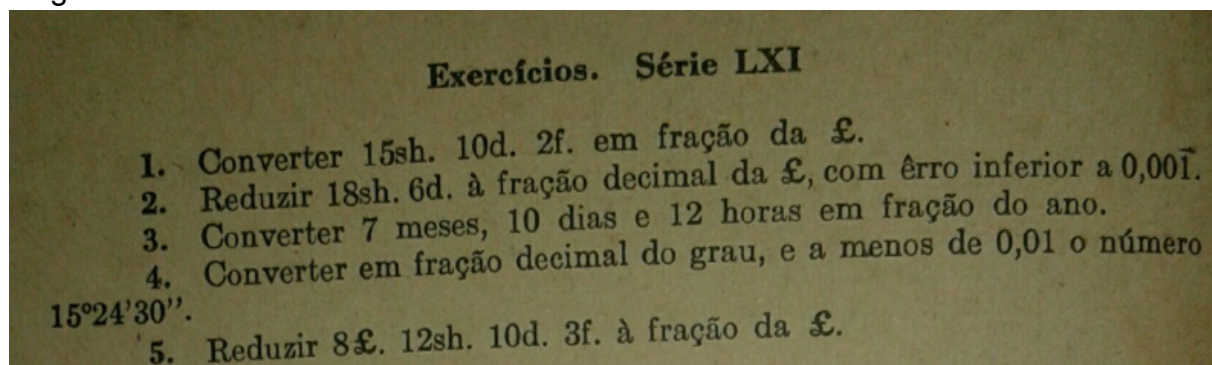 Exercícios. Série LXI
1. Converter 15sh. 10d. 2f. em fração da £.
2. Reduzir 18sh. 6d. à fração decimal da £, com êrro inferior a 0,001.
3. Converter 7 meses, 10 dias e 12 horas em fração do ano.
4. Converter em fração decimal do grau, e a menos de 0,01 o número
15º24'30''.
5. Reduzir 8£. 12sh. 10d. 3f. à fração da £.